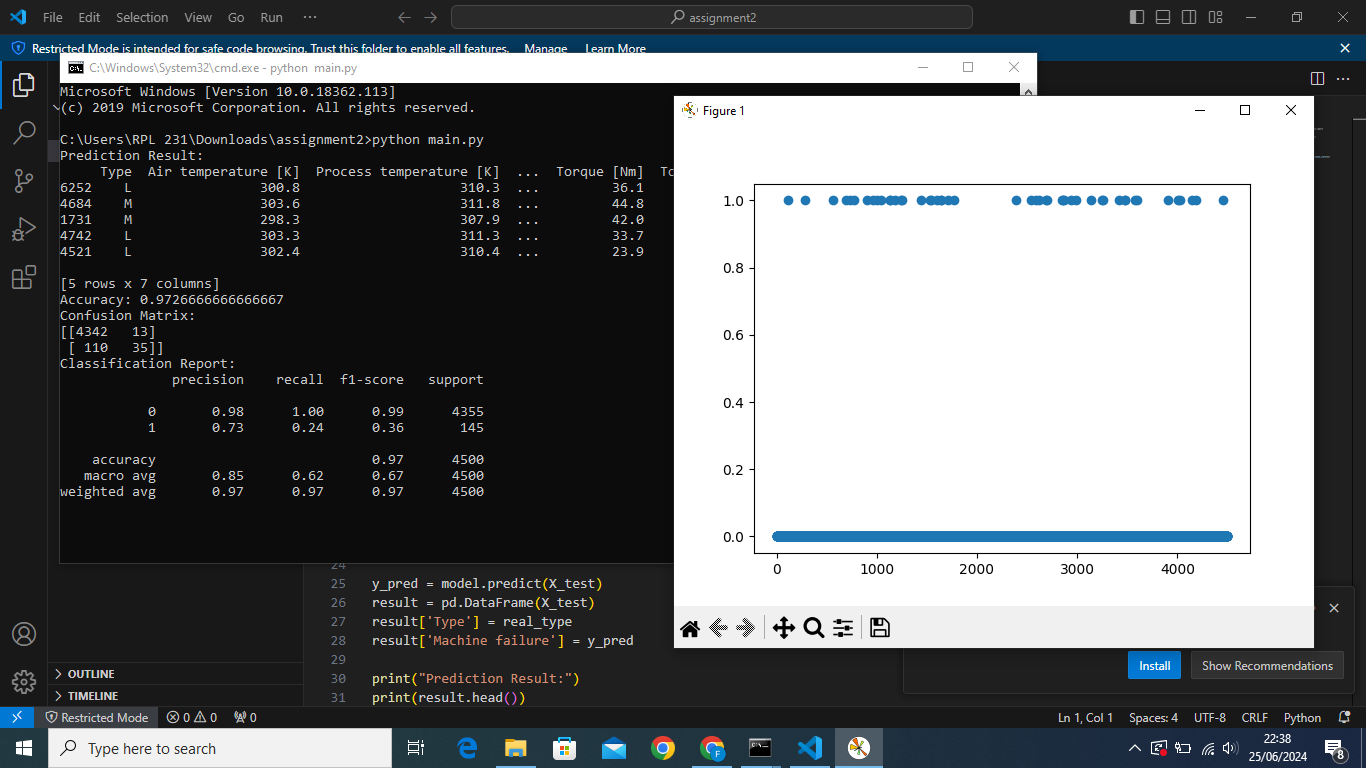 File Edit Selection View Go Run ··· assignment2
Restricted Mode is intended for safe code browsing. Trust this folder to enable all features. Manage Learn More
C:\Windows\System32\cmd.exe - python  main.py
Microsoft Windows [Version 10.0.18362.113]
(c) 2019 Microsoft Corporation. All rights reserved.
C:\Users\RPL 231\Downloads\assignment2>python main.py
Prediction Result:
     Type  Air temperature [K]  Process temperature [K]  ...  Torque [Nm]
6252    L                300.8                    310.3  ...         36.1
4684    M                303.6                    311.8  ...         44.8
1731    M                298.3                    307.9  ...         42.0
4742    L                303.3                    311.3  ...         33.7
4521    L                302.4                    310.4  ...         23.9
[5 rows x 7 columns]
Accuracy: 0.9726666666666667
Confusion Matrix:
[[4342   13]
 [ 110   35]]
Classification Report:
              precision    recall  f1-score   support
           0       0.98      1.00      0.99      4355
           1       0.73      0.24      0.36       145
    accuracy                           0.97      4500
   macro avg       0.85      0.62      0.67      4500
weighted avg       0.97      0.97      0.97      4500
Figure 1
1.0
0.8
0.6
0.4
0.2
0.0
0 1000 2000 3000 4000
24
25 y_pred = model.predict(X_test)
26 result = pd.DataFrame(X_test)
27 result['Type'] = real_type
28 result['Machine failure'] = y_pred
29
30 print("Prediction Result:")
31 print(result.head())
OUTLINE
TIMELINE
Install Show Recommendations
Restricted Mode 0 0 0 Ln 1, Col 1 Spaces: 4 UTF-8 CRLF Python
Type here to search
F
22:38
25/06/2024
8